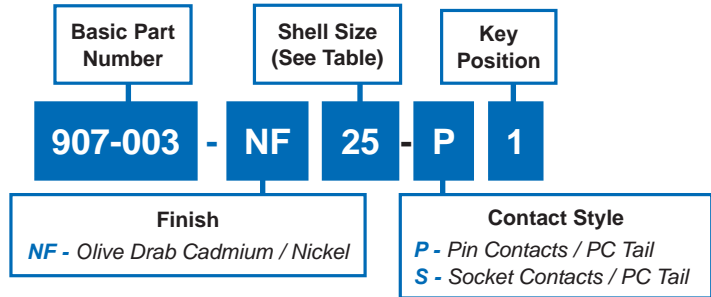 Basic Part
Number
Shell Size
(See Table)
Key
Position
907-003 - NF 25 - P 1
Finish
NF - Olive Drab Cadmium / Nickel
Contact Style
P - Pin Contacts / PC Tail
S - Socket Contacts / PC Tail